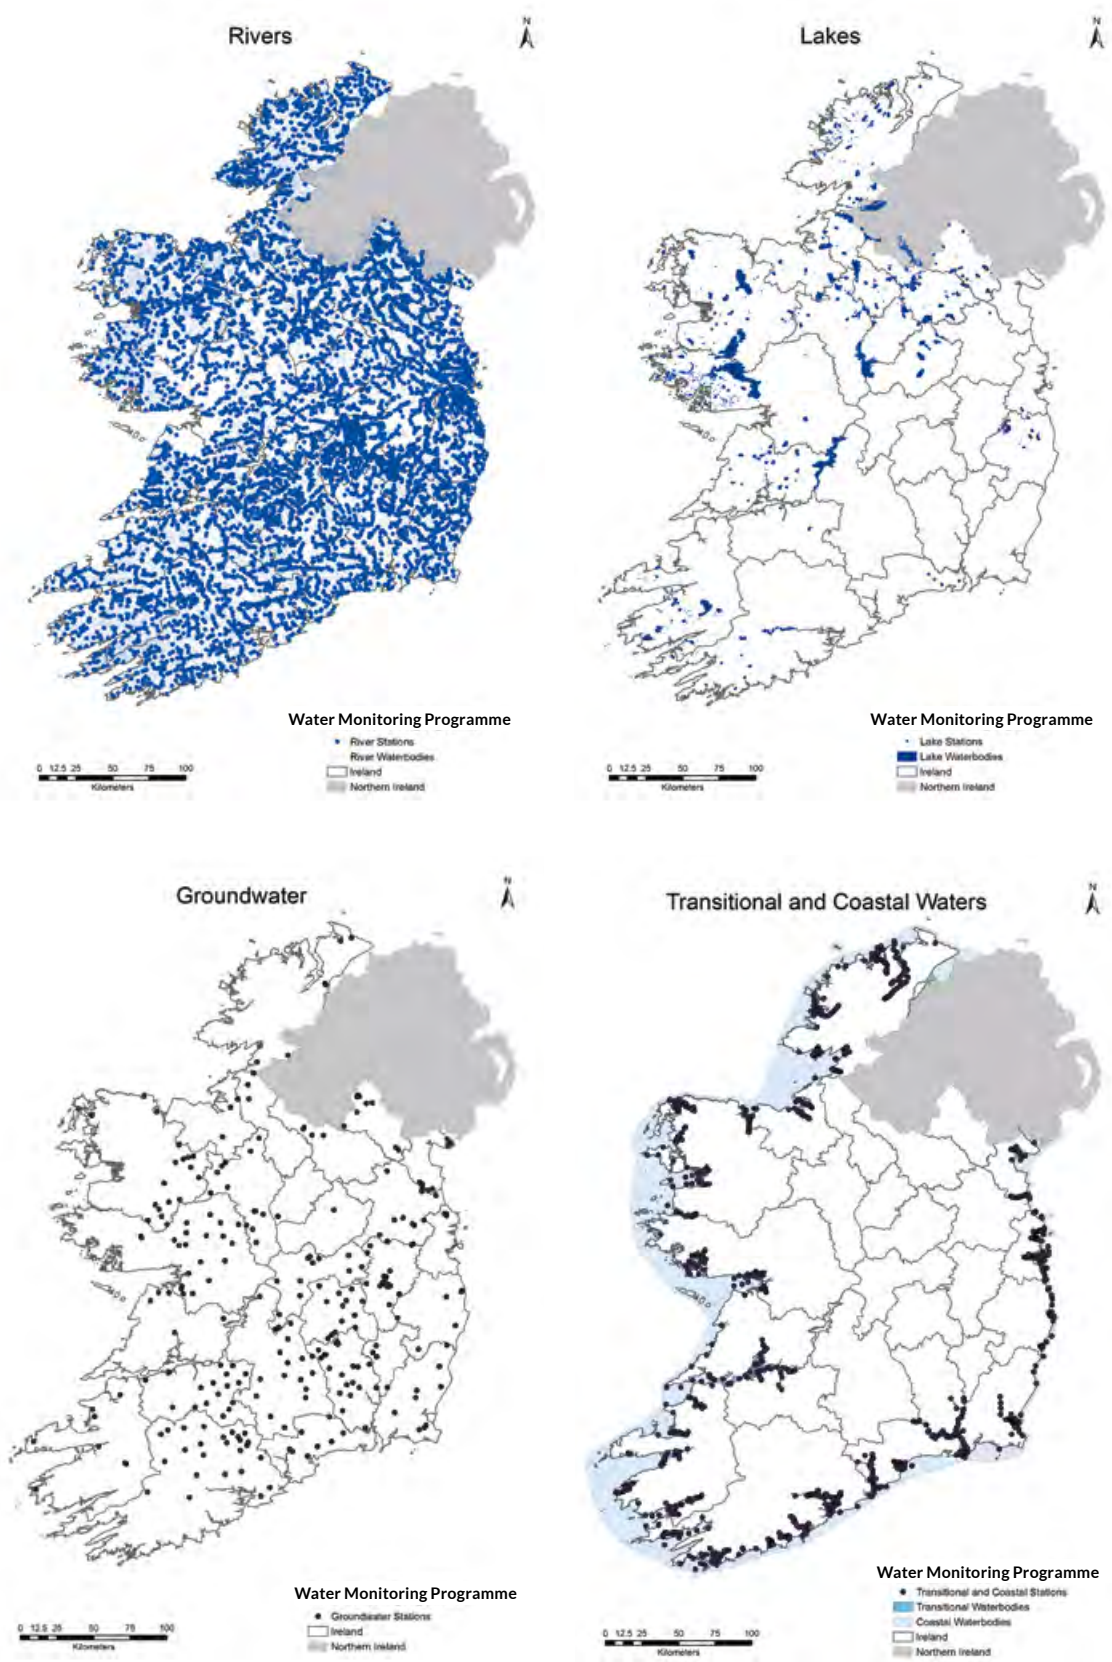 Rivers
N
Water Monitoring Programme
River Stations
River Waterbodies
Ireland
Northern Ireland
0 12.5 25 50 75 100
Kilometers
Lakes
N
Water Monitoring Programme
Lake Stations
Lake Waterbodies
Ireland
Northern Ireland
0 12.5 25 50 75 100
Kilometers
Groundwater
N
Water Monitoring Programme
Groundwater Stations
Ireland
Northern Ireland
0 12.5 25 50 75 100
Kilometers
Transitional and Coastal Waters
N
Water Monitoring Programme
Transitional and Coastal Stations
Transitional Waterbodies
Coastal Waterbodies
Ireland
Northern Ireland
0 12.5 25 50 75 100
Kilometers